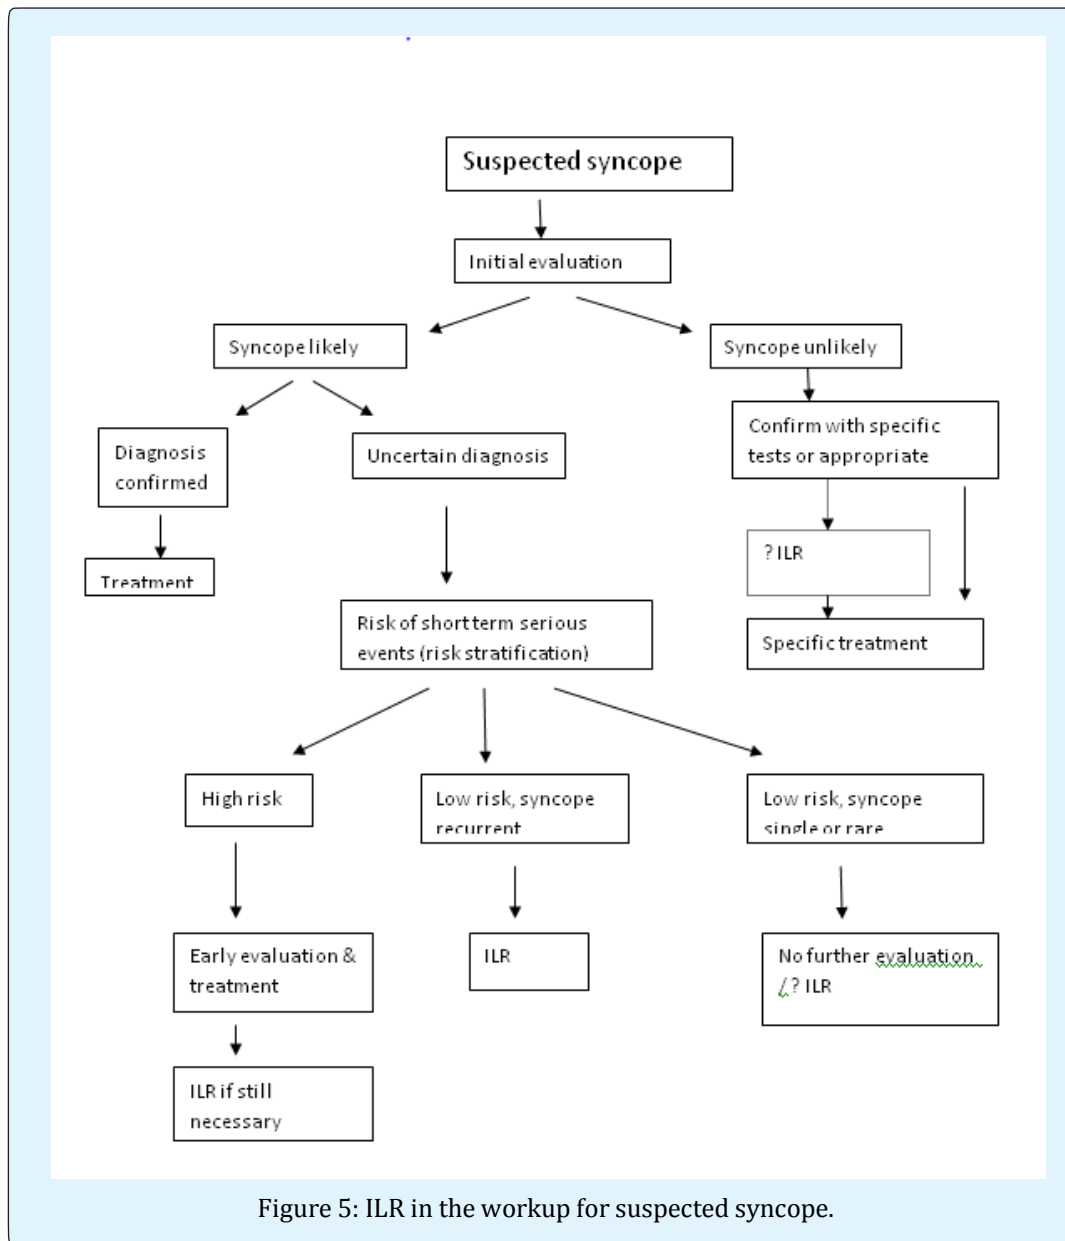 Suspected syncope
Initial evaluation
Syncope likely
Syncope unlikely
Diagnosis
confirmed
Uncertain diagnosis
Confirm with specific
tests or appropriate
Treatment
? ILR
Risk of short term serious
events (risk stratification)
Specific treatment
High risk
Low risk, syncope
recurrent
Low risk, syncope
single or rare
Early evaluation &
treatment
ILR
No further evaluation
/ ? ILR
ILR if still
necessary
Figure 5: ILR in the workup for suspected syncope.